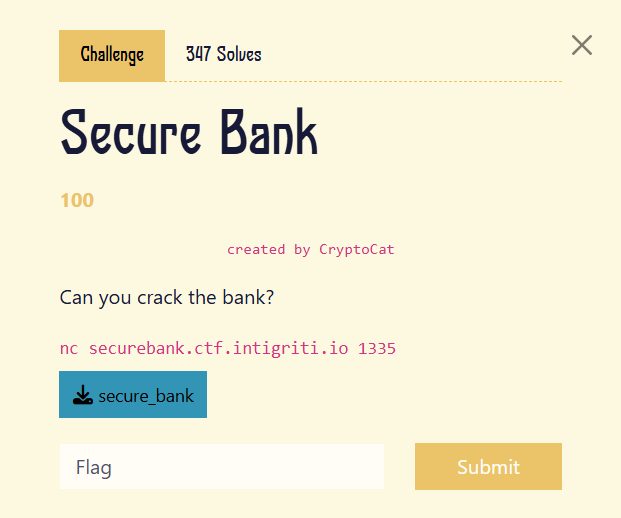 Challenge
347 Solves
Secure Bank
100
created by CryptoCat
Can you crack the bank?
nc securebank.ctf.intigriti.io 1335
secure_bank
Flag
Submit